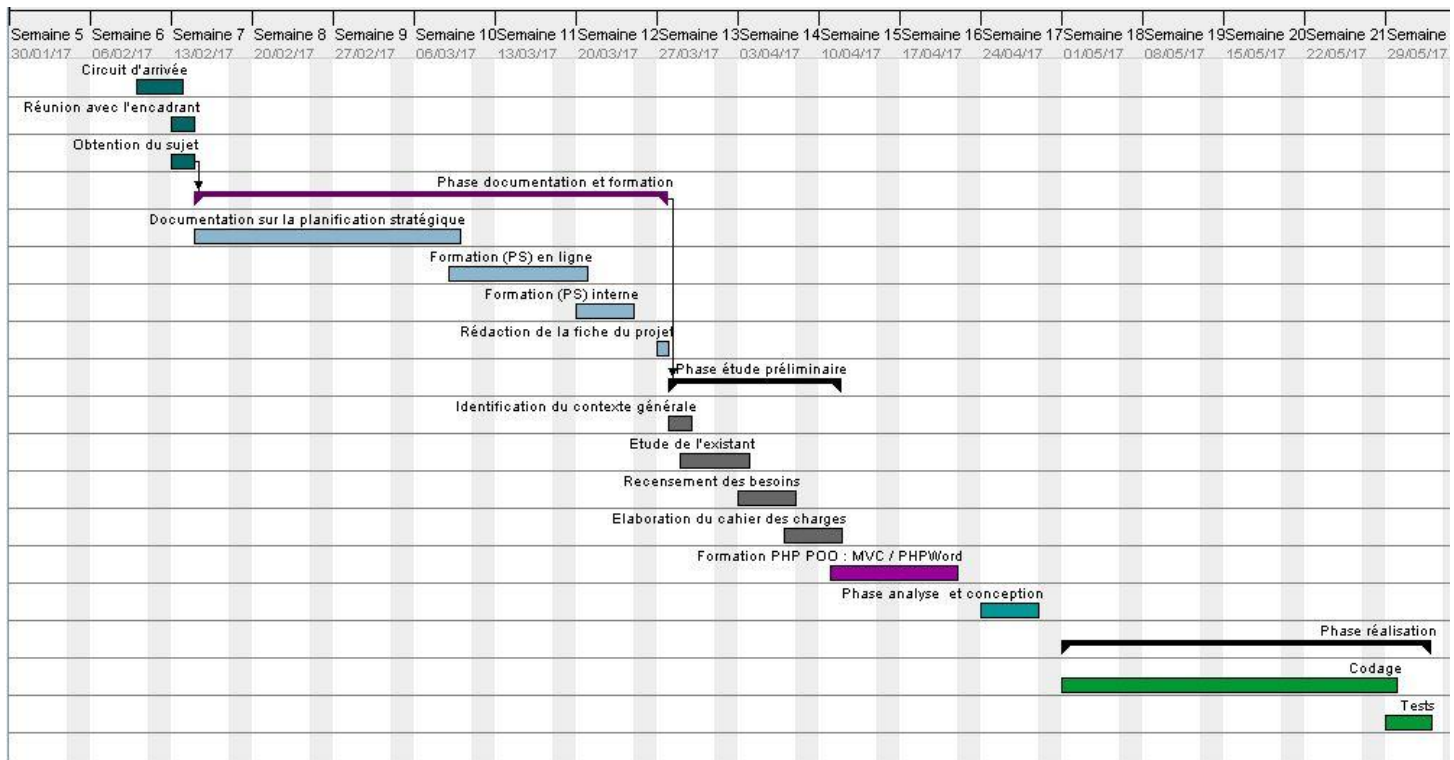 Semaine 5 Semaine 6 Semaine 7 Semaine 8 Semaine 9 Semaine 10 Semaine 11 Semaine 12 Semaine 13 Semaine 14 Semaine 15 Semaine 16 Semaine 17 Semaine 18 Semaine 19 Semaine 20 Semaine 21 Semaine
30/01/17 06/02/17 13/02/17 20/02/17 27/02/17 06/03/17 13/03/17 20/03/17 27/03/17 03/04/17 10/04/17 17/04/17 24/04/17 01/05/17 08/05/17 15/05/17 22/05/17 29/05/17
Circuit d'arrivée
Réunion avec l'encadrant
Obtention du sujet
Phase documentation et formation
Documentation sur la planification stratégique
Formation (PS) en ligne
Formation (PS) interne
Rédaction de la fiche du projet
Phase étude préliminaire
Identification du contexte générale
Etude de l'existant
Recensement des besoins
Elaboration du cahier des charges
Formation PHP POO : MVC / PHPWord
Phase analyse et conception
Phase réalisation
Codage
Tests